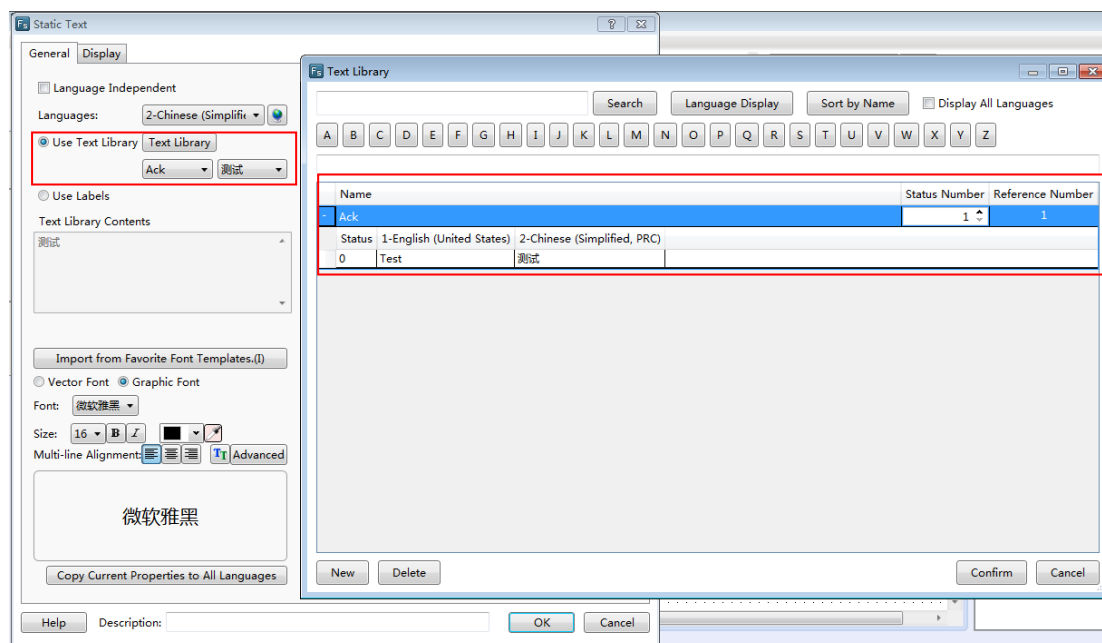 Static Text
General Display
Language Independent
Languages: 2-Chinese (Simplific
Use Text Library Text Library
Ack 测试
Use Labels
Text Library Contents
测试
Import from Favorite Font Templates.(I)
Vector Font Graphic Font
Font: 微软雅黑
Size: 16 B I
Multi-line Alignment: TT Advanced
微软雅黑
Copy Current Properties to All Languages
Help Description: OK Cancel
Text Library
Search Language Display Sort by Name Display All Languages
A B C D E F G H I J K L M N O P Q R S T U V W X Y Z
Name Status Number Reference Number
- Ack 1 1
Status 1-English (United States) 2-Chinese (Simplified, PRC)
0 Test 测试
New Delete Confirm Cancel